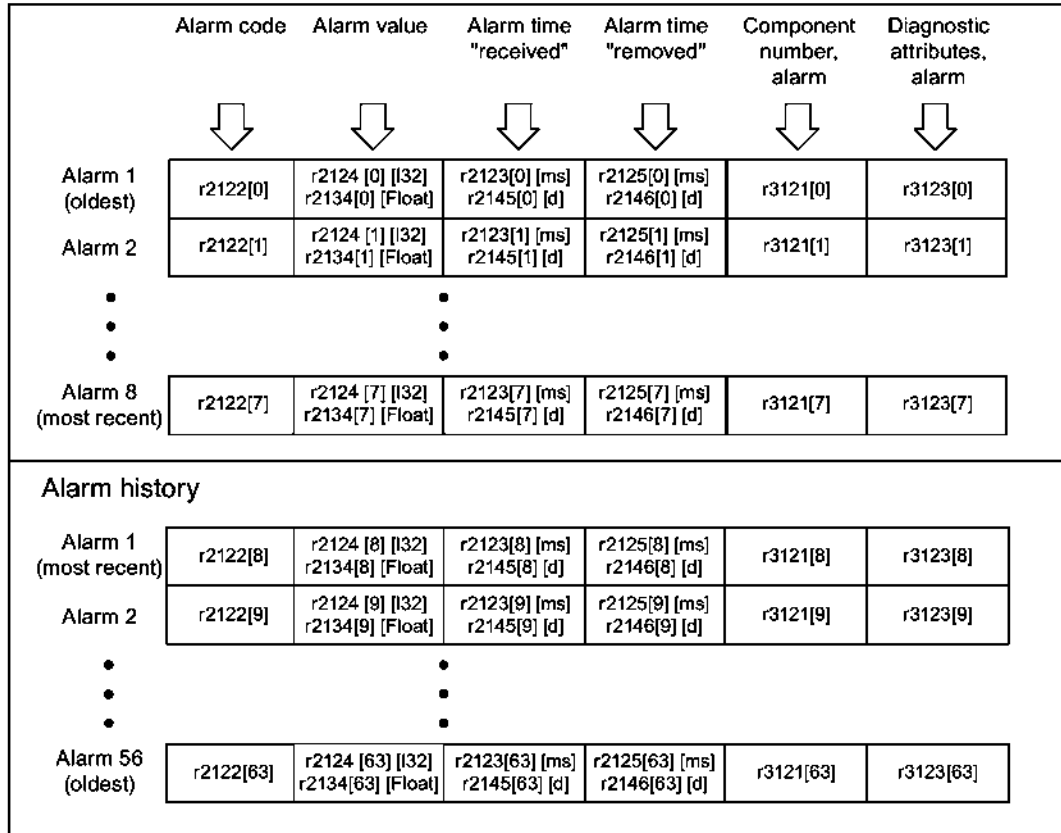 Alarm code Alarm value Alarm time "received" Alarm time "removed" Component number, alarm Diagnostic attributes, alarm
Alarm 1 (oldest) r2122[0] r2124 [0] [I32] r2134[0] [Float] r2123[0] [ms] r2145[0] [d] r2125[0] [ms] r2146[0] [d] r3121[0] r3123[0]
Alarm 2 r2122[1] r2124 [1] [I32] r2134[1] [Float] r2123[1] [ms] r2145[1] [d] r2125[1] [ms] r2146[1] [d] r3121[1] r3123[1]
Alarm 8 (most recent) r2122[7] r2124 [7] [I32] r2134[7] [Float] r2123[7] [ms] r2145[7] [d] r2125[7] [ms] r2146[7] [d] r3121[7] r3123[7]
Alarm history
Alarm 1 (most recent) r2122[8] r2124 [8] [I32] r2134[8] [Float] r2123[8] [ms] r2145[8] [d] r2125[8] [ms] r2146[8] [d] r3121[8] r3123[8]
Alarm 2 r2122[9] r2124 [9] [I32] r2134[9] [Float] r2123[9] [ms] r2145[9] [d] r2125[9] [ms] r2146[9] [d] r3121[9] r3123[9]
Alarm 56 (oldest) r2122[63] r2124 [63] [I32] r2134[63] [Float] r2123[63] [ms] r2145[63] [d] r2125[63] [ms] r2146[63] [d] r3121[63] r3123[63]